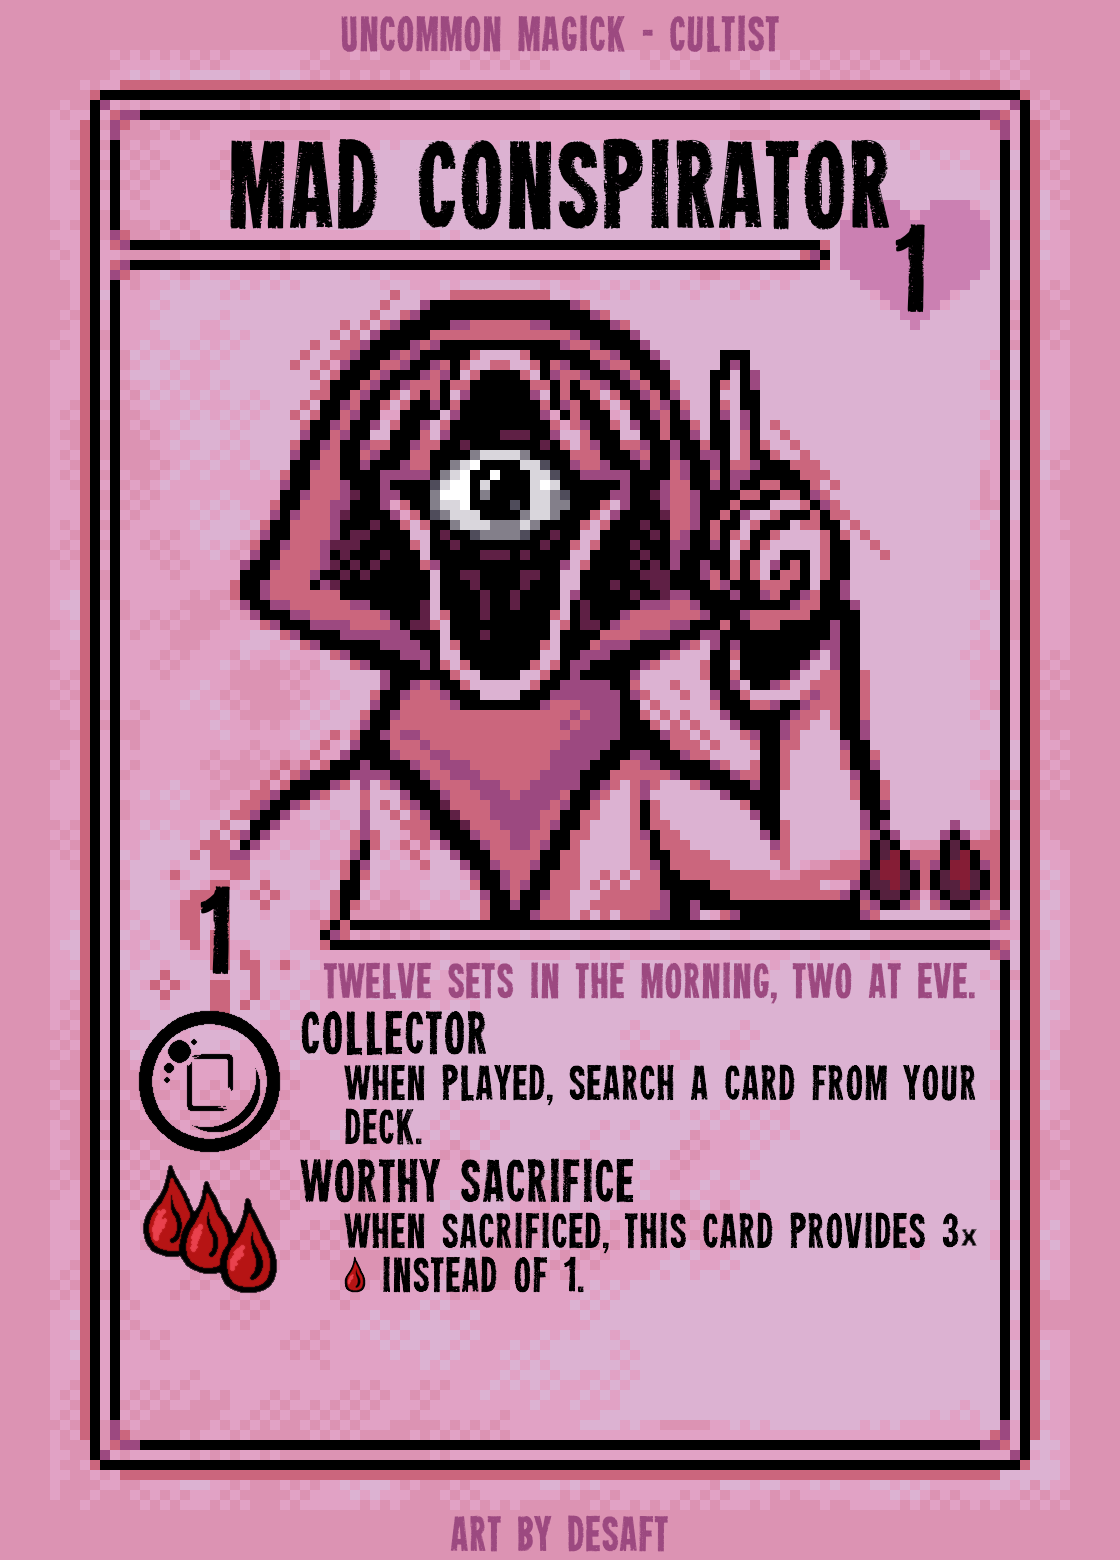 UNCOMMON MAGICK - CULTIST
MAD CONSPIRATOR
1
1
TWELVE SETS IN THE MORNING, TWO AT EVE.
COLLECTOR
WHEN PLAYED, SEARCH A CARD FROM YOUR
DECK.
WORTHY SACRIFICE
WHEN SACRIFICED, THIS CARD PROVIDES 3x
INSTEAD OF 1.
ART BY DESAFT